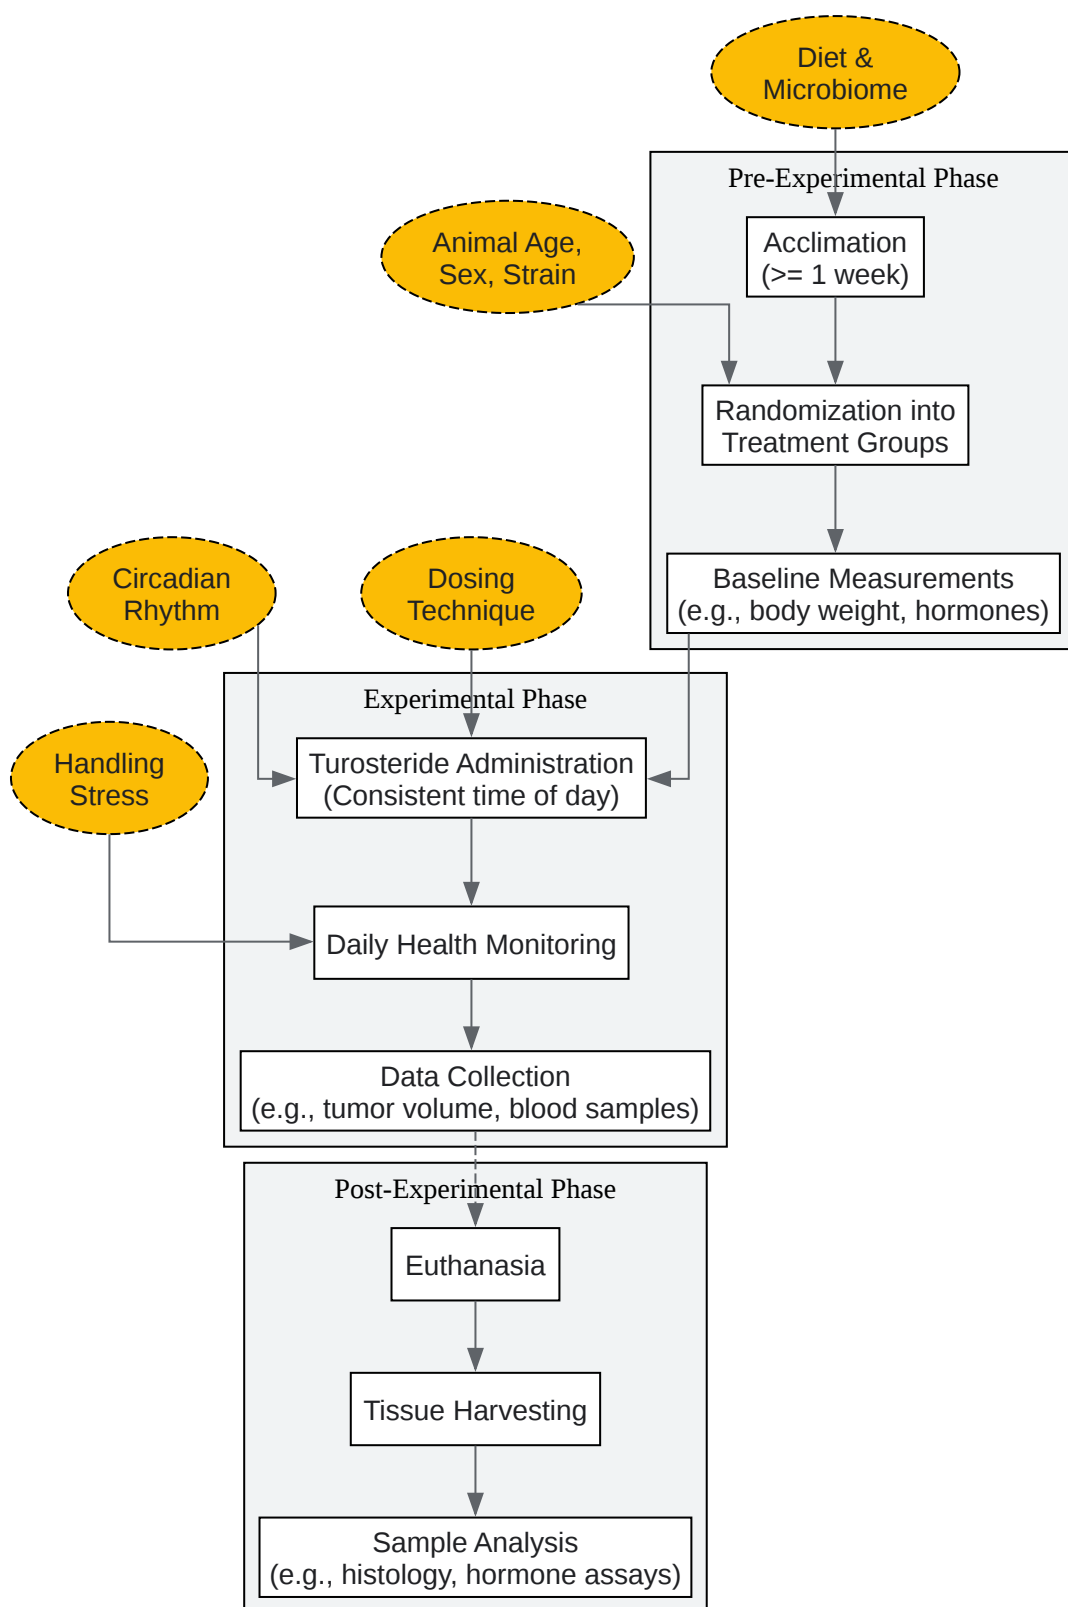 Diet &
Microbiome
Pre-Experimental Phase
Animal Age,
Sex, Strain
Acclimation
(>= 1 week)
Randomization into
Treatment Groups
Circadian
Rhythm
Dosing
Technique
Baseline Measurements
(e.g., body weight, hormones)
Experimental Phase
Handling
Stress
Turosteride Administration
(Consistent time of day)
Daily Health Monitoring
Data Collection
(e.g., tumor volume, blood samples)
Post-Experimental Phase
Euthanasia
Tissue Harvesting
Sample Analysis
(e.g., histology, hormone assays)